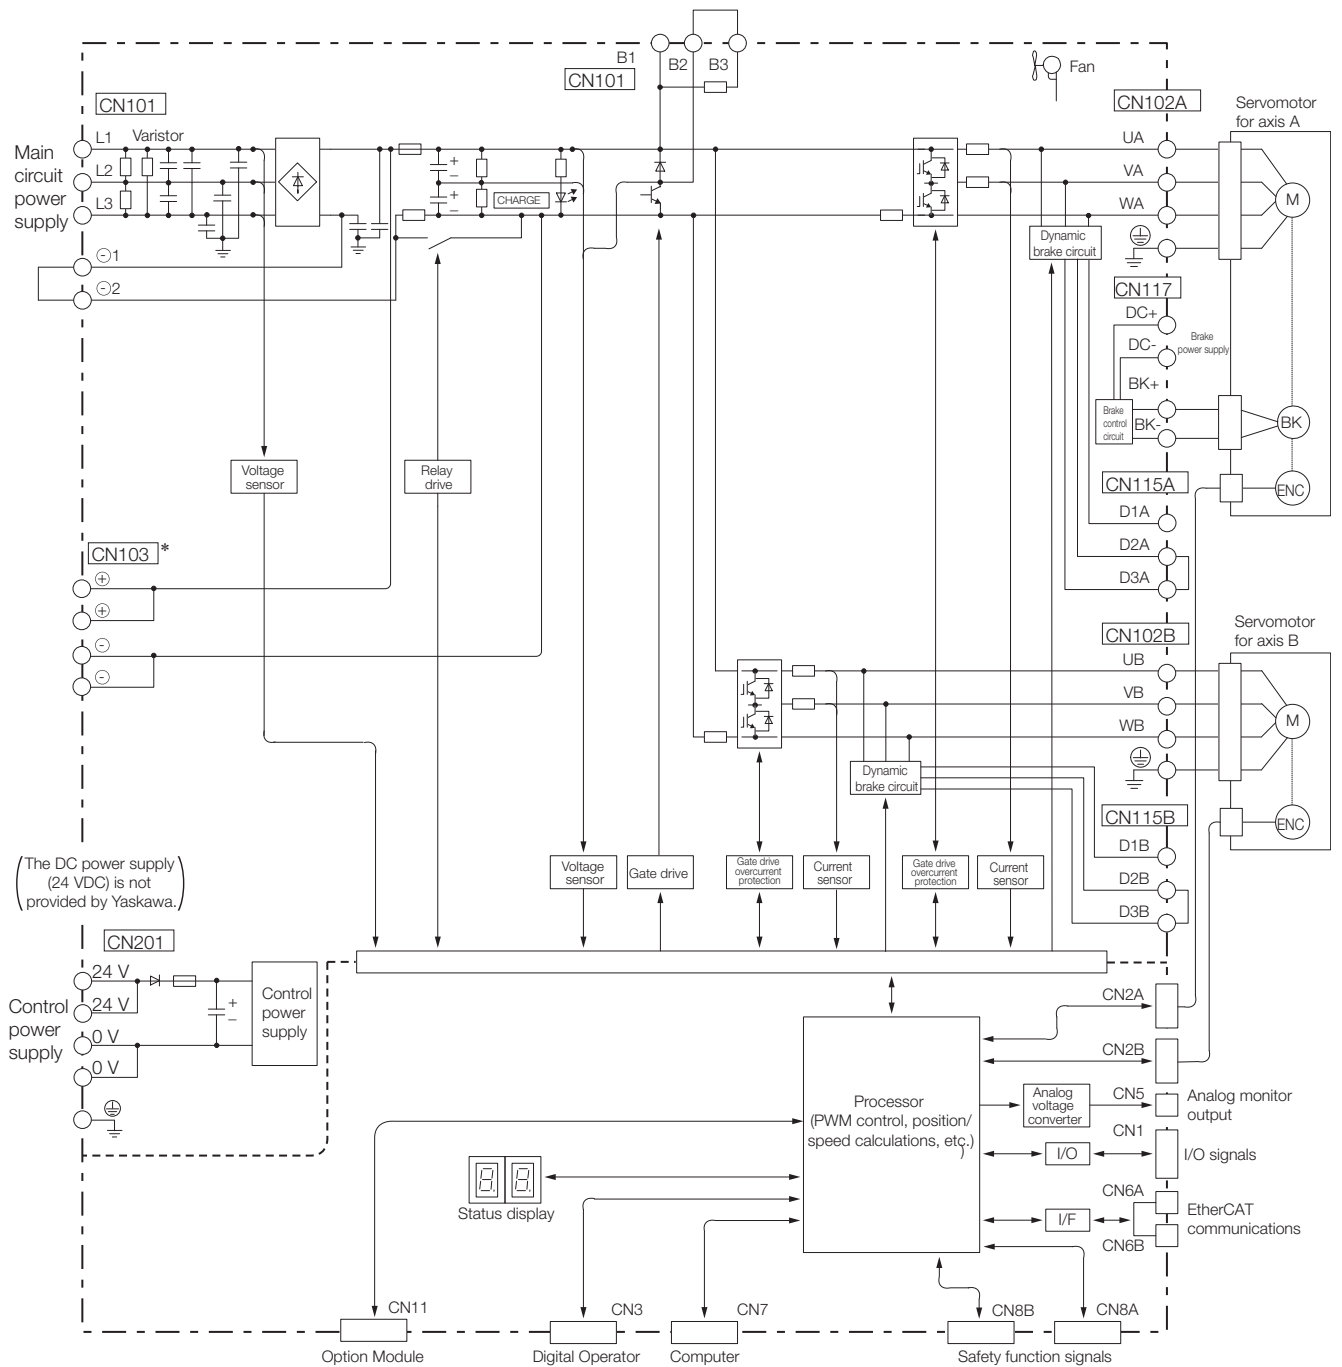 B1
B2
B3
CN101
Fan
CN101
CN102A
Servomotor
for axis A
Main
circuit
power
supply
L1
Varistor
L2
L3
CHARGE
UA
VA
WA
M
⊖1
⊖2
Dynamic
brake circuit
CN117
DC+
DC-
Brake
power supply
BK+
BK-
Brake
control
circuit
BK
Voltage
sensor
Relay
drive
CN115A
ENC
D1A
D2A
D3A
CN103*
⊕
⊕
⊖
⊖
CN102B
Servomotor
for axis B
UB
VB
WB
M
Dynamic
brake circuit
CN115B
ENC
D1B
D2B
D3B
(The DC power supply
(24 VDC) is not
provided by Yaskawa.)
Voltage
sensor
Gate drive
Gate drive
overcurrent
protection
Current
sensor
Gate drive
overcurrent
protection
Current
sensor
CN201
Control
power
supply
24 V
24 V
0 V
0 V
+
–
Control
power
supply
CN2A
CN2B
Processor
(PWM control, position/
speed calculations, etc.)
)
Analog
voltage
converter
CN5
Analog monitor
output
CN1
I/O
I/O signals
CN6A
I/F
CN6B
EtherCAT
communications
8.8.
Status display
CN11
CN3
CN7
CN8B
CN8A
Option Module
Digital Operator
Computer
Safety function signals